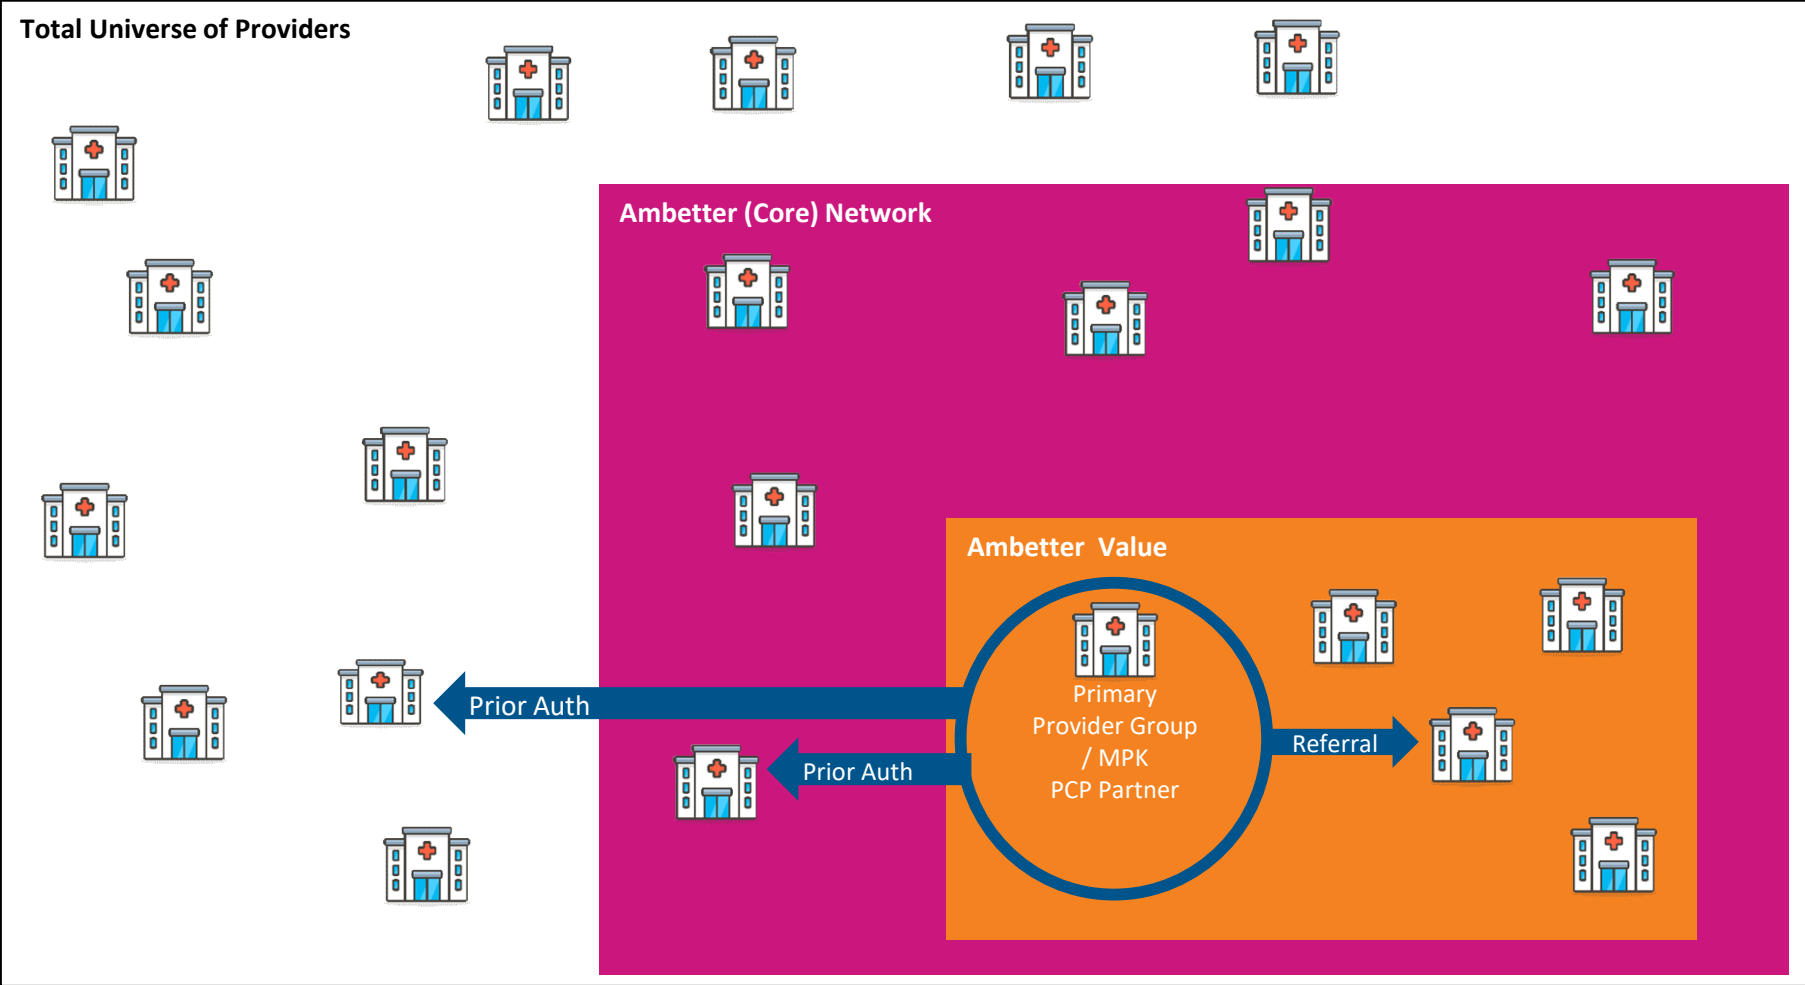 Total Universe of Providers
Ambetter (Core) Network
Ambetter Value
Primary
Provider Group
/ MPK
PCP Partner
Prior Auth
Prior Auth
Referral